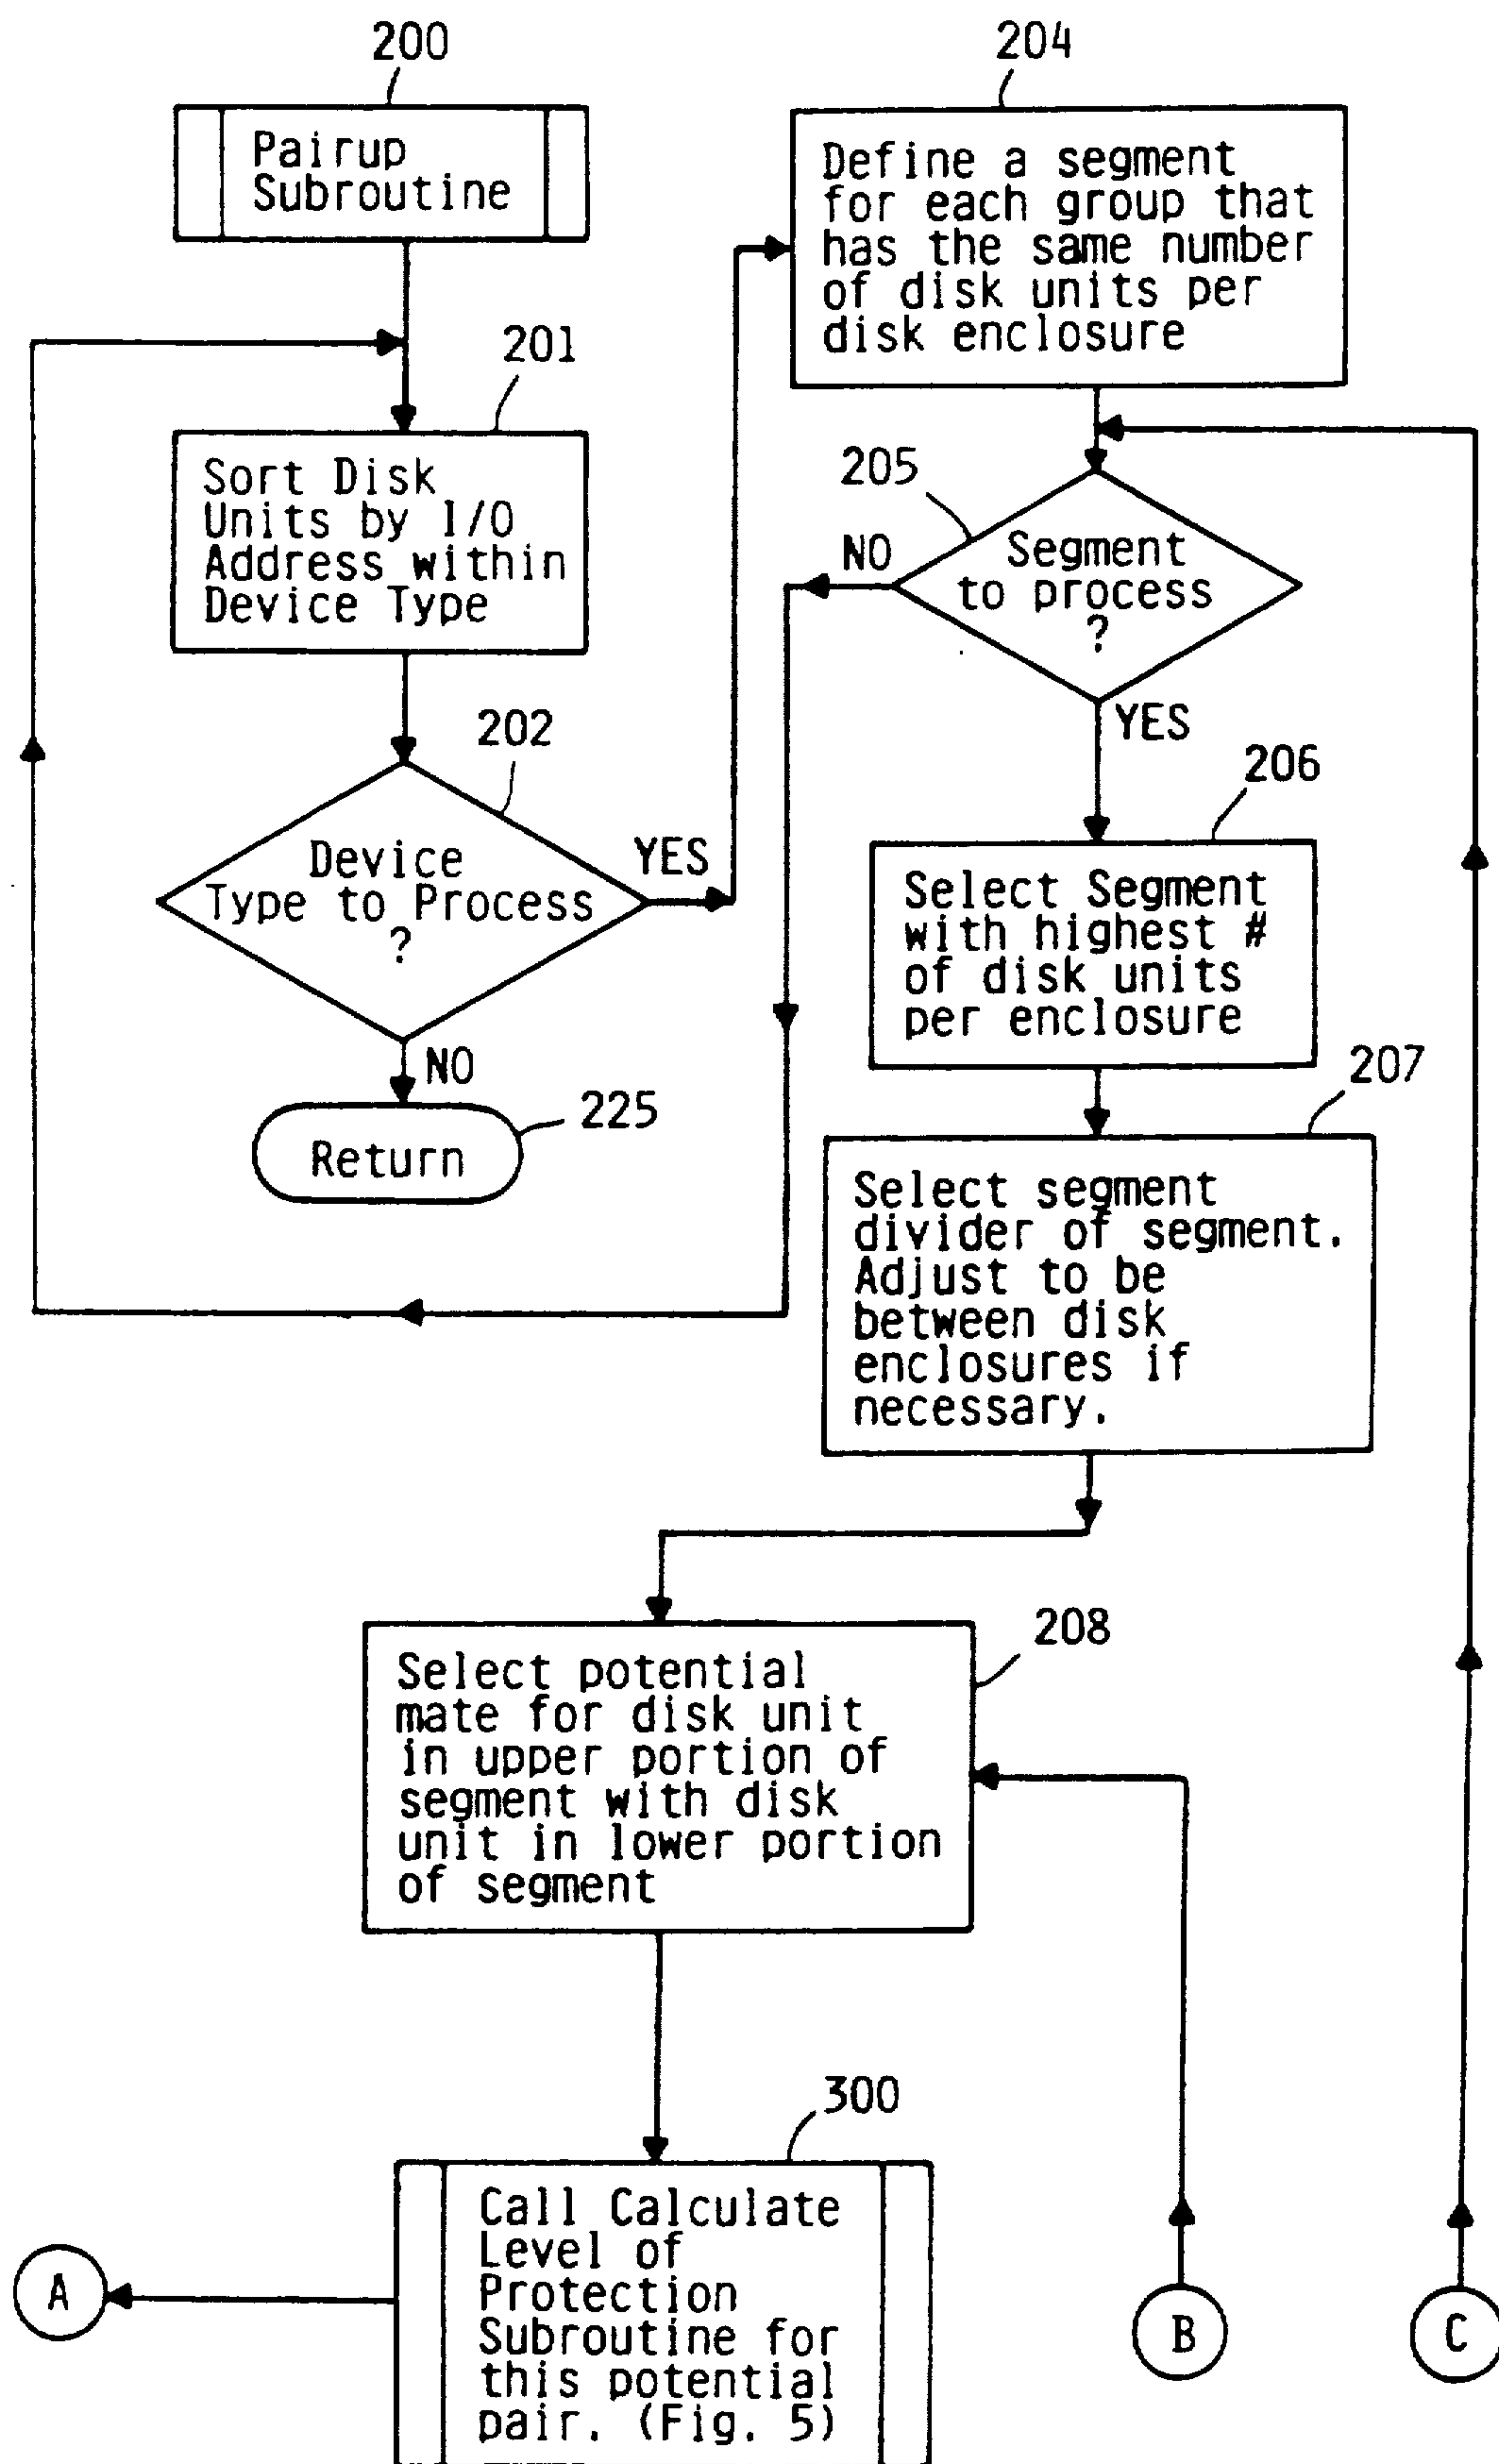 200
Pairup
Subroutine
201
Sort Disk
Units by I/O
Address within
Device Type
202
Device
Type to Process
?
YES
NO
225
Return
204
Define a segment
for each group that
has the same number
of disk units per
disk enclosure
205
NO
Segment
to process
?
YES
206
Select Segment
with highest #
of disk units
per enclosure
207
Select segment
divider of segment.
Adjust to be
between disk
enclosures if
necessary.
208
Select potential
mate for disk unit
in upper portion of
segment with disk
unit in lower portion
of segment
300
Call Calculate
Level of
Protection
Subroutine for
this potential
pair. (Fig. 5)
A
B
C